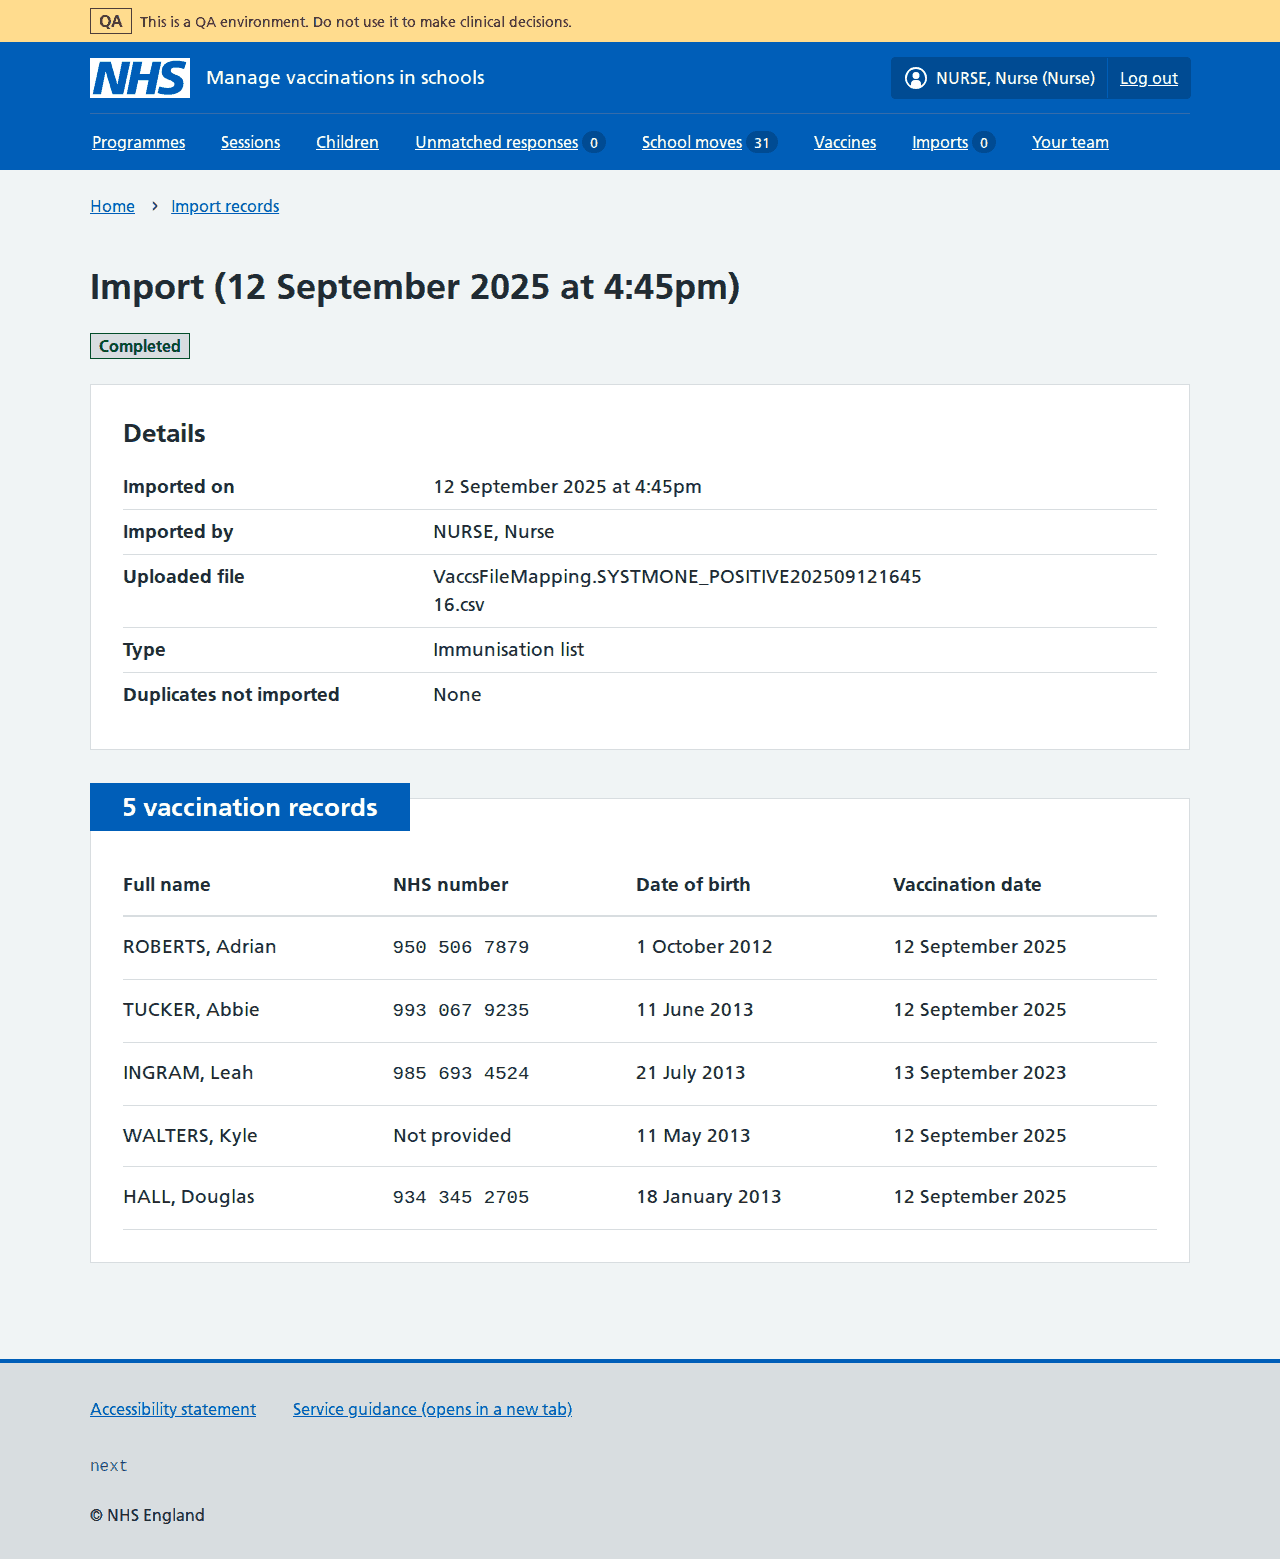 QA This is a QA environment. Do not use it to make clinical decisions.
NHS Manage vaccinations in schools NURSE, Nurse (Nurse) Log out
Programmes Sessions Children Unmatched responses 0 School moves 31 Vaccines Imports 0 Your team
Home › Import records
Import (12 September 2025 at 4:45pm)
Completed
Details
Imported on 12 September 2025 at 4:45pm
Imported by NURSE, Nurse
Uploaded file VaccsFileMapping.SYSTMONE_POSITIVE202509121645
16.csv
Type Immunisation list
Duplicates not imported None
5 vaccination records
Full name NHS number Date of birth Vaccination date
ROBERTS, Adrian 950 506 7879 1 October 2012 12 September 2025
TUCKER, Abbie 993 067 9235 11 June 2013 12 September 2025
INGRAM, Leah 985 693 4524 21 July 2013 13 September 2023
WALTERS, Kyle Not provided 11 May 2013 12 September 2025
HALL, Douglas 934 345 2705 18 January 2013 12 September 2025
Accessibility statement Service guidance (opens in a new tab)
next
© NHS England